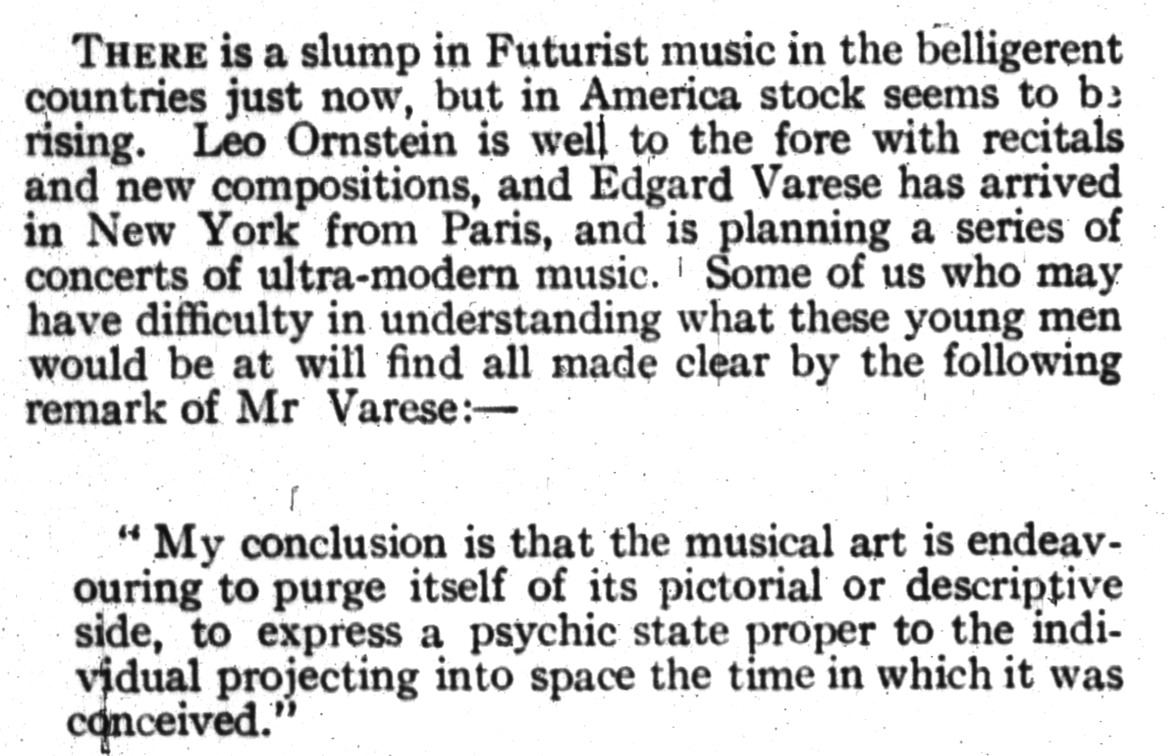 THERE is a slump in Futurist music in the belligerent
countries just now, but in America stock seems to be
rising. Leo Ornstein is well to the fore with recitals
and new compositions, and Edgard Varese has arrived
in New York from Paris, and is planning a series of
concerts of ultra-modern music. Some of us who may
have difficulty in understanding what these young men
would be at will find all made clear by the following
remark of Mr Varese:—
“ My conclusion is that the musical art is endeav-
ouring to purge itself of its pictorial or descriptive
side, to express a psychic state proper to the indi-
vidual projecting into space the time in which it was
conceived.”